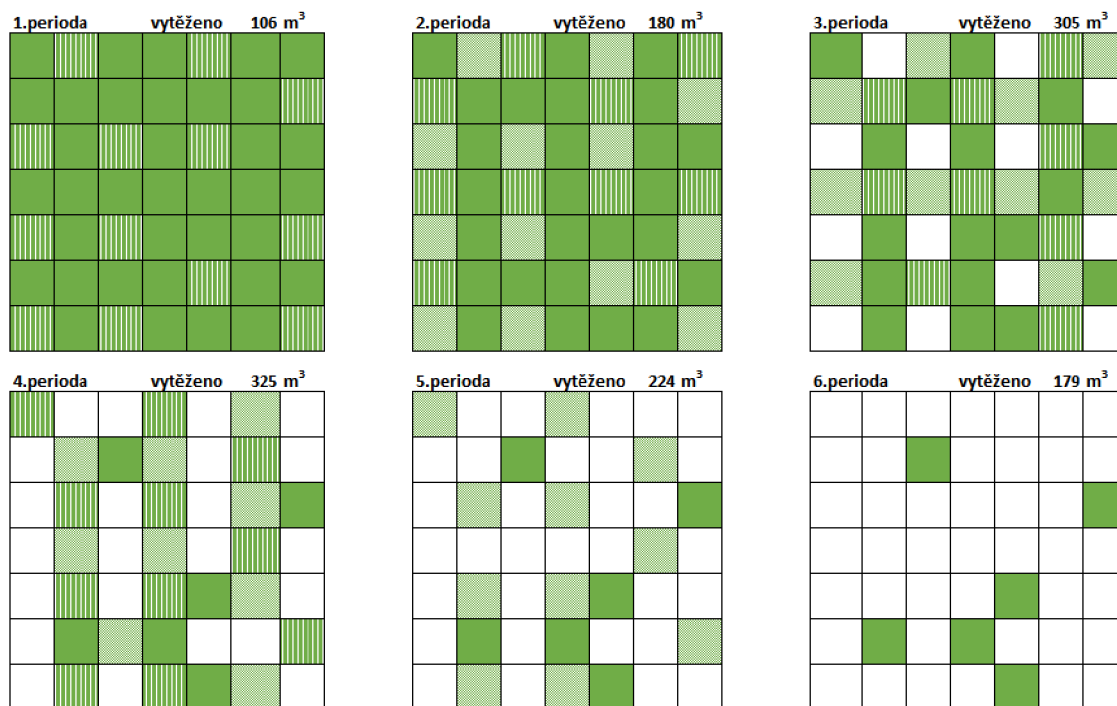 1.perioda vytěženo 106 m³
2.perioda vytěženo 180 m³
3.perioda vytěženo 305 m³
4.perioda vytěženo 325 m³
5.perioda vytěženo 224 m³
6.perioda vytěženo 179 m³